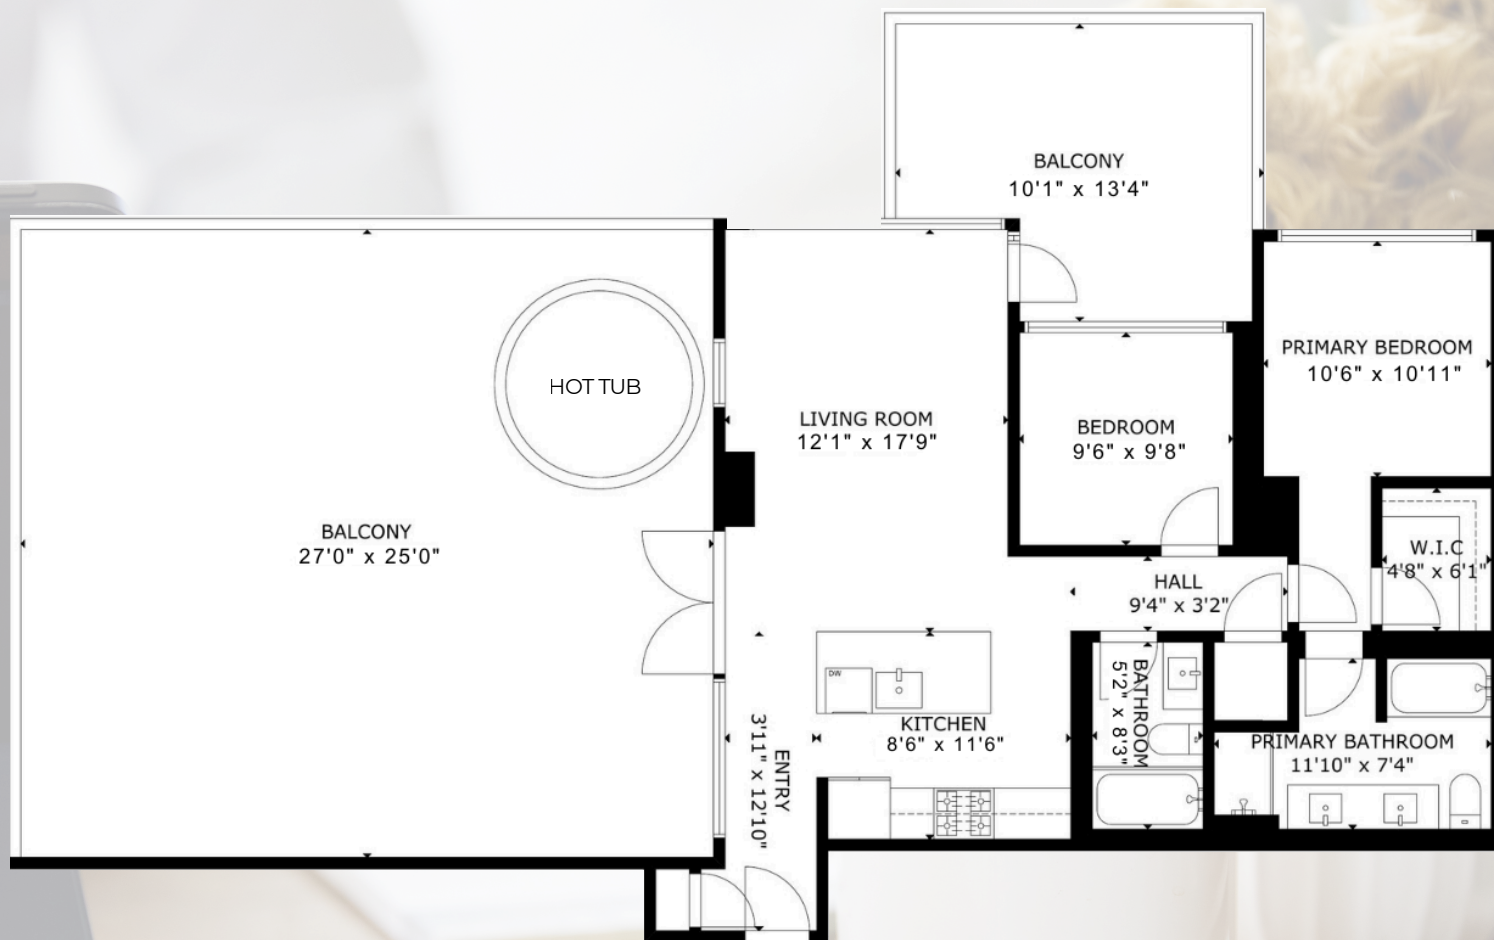 BALCONY
10'1" x 13'4"
PRIMARY BEDROOM
10'6" x 10'11"
HOT TUB
LIVING ROOM
12'1" x 17'9"
BEDROOM
9'6" x 9'8"
BALCONY
27'0" x 25'0"
W.I.C
4'8" x 6'1"
HALL
9'4" x 3'2"
DW
KITCHEN
8'6" x 11'6"
BATHROOM
5'2" x 8'3"
PRIMARY BATHROOM
11'10" x 7'4"
ENTRY
3'11" x 12'10"